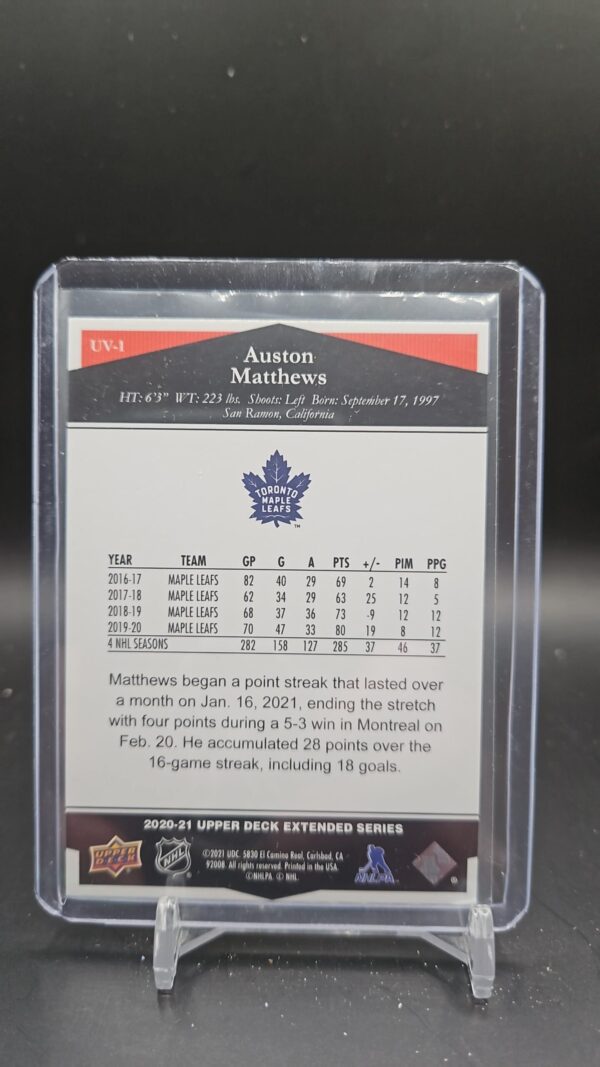 UV-1
Auston
Matthews
HT: 6'3" WT: 223 lbs. Shoots: Left Born: September 17, 1997
San Ramon, California
TORONTO
MAPLE
LEAFS
TM
YEAR TEAM GP G A PTS +/- PIM PPG
2016-17 MAPLE LEAFS 82 40 29 69 2 14 8
2017-18 MAPLE LEAFS 62 34 29 63 25 12 5
2018-19 MAPLE LEAFS 68 37 36 73 -9 12 12
2019-20 MAPLE LEAFS 70 47 33 80 19 8 12
4 NHL SEASONS 282 158 127 285 37 46 37
Matthews began a point streak that lasted over
a month on Jan. 16, 2021, ending the stretch
with four points during a 5-3 win in Montreal on
Feb. 20. He accumulated 28 points over the
16-game streak, including 18 goals.
2020-21 UPPER DECK EXTENDED SERIES
UPPER
DECK
NHL
©2021 UDC. 5830 El Camino Real, Carlsbad, CA
92008. All rights reserved. Printed in the USA.
©NHLPA. © NHL.
NHLPA
®